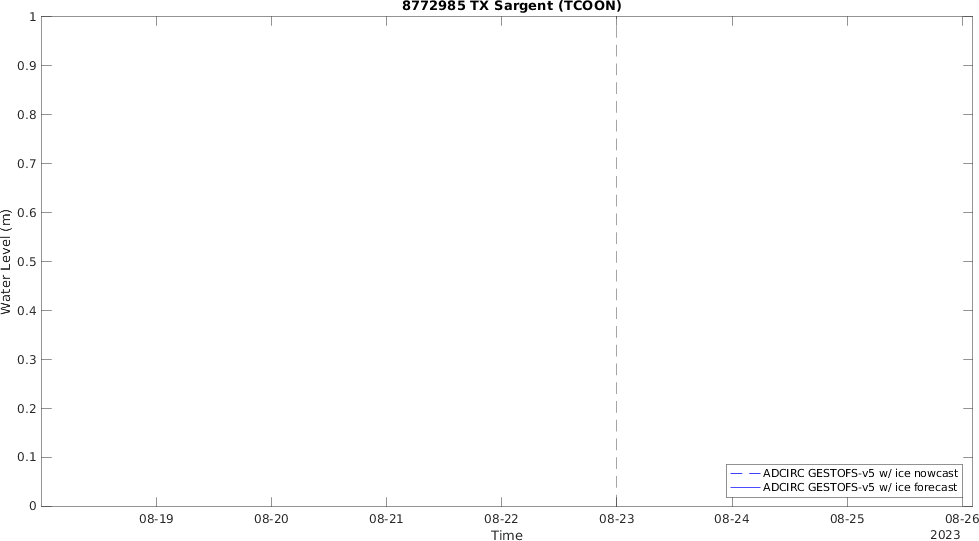 8772985 TX Sargent (TCOON)
1
0.9
0.8
0.7
0.6
0.5
0.4
0.3
0.2
0.1
0
Water Level (m)
ADCIRC GESTOFS-v5 w/ ice nowcast
ADCIRC GESTOFS-v5 w/ ice forecast
08-19 08-20 08-21 08-22 08-23 08-24 08-25 08-26
Time
2023